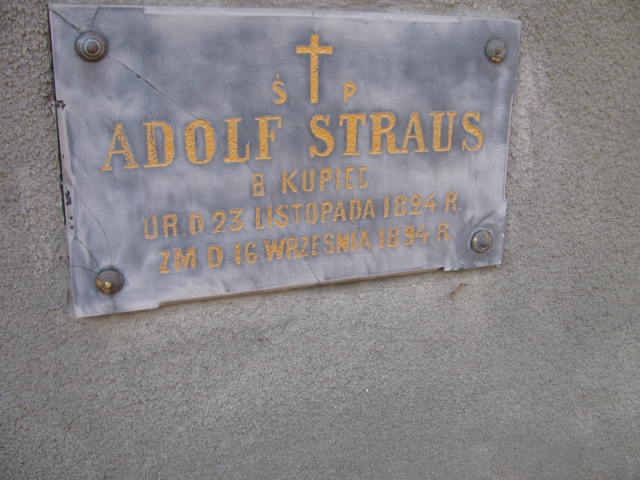 Ś P
ADOLF STRAUS
B. KUPIEC
UR. D 23 LISTOPADA 1824 R.
ZM D. 16 WRZEŚNIA 1894 R.